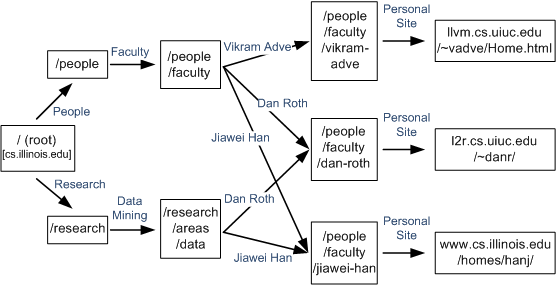 /people
/faculty
/vikram-
adve
Personal
Site
llvm.cs.uiuc.edu
/~vadve/Home.html
Vikram Adve
Faculty
/people
/people
/faculty
People
Dan Roth
Jiawei Han
/ (root)
[cs.illinois.edu]
/people
/faculty
/dan-roth
Personal
Site
l2r.cs.uiuc.edu
/~danr/
Research
Data
Mining
Dan Roth
/research
/research
/areas
/data
Jiawei Han
/people
/faculty
/jiawei-han
Personal
Site
www.cs.illinois.edu
/homes/hanj/